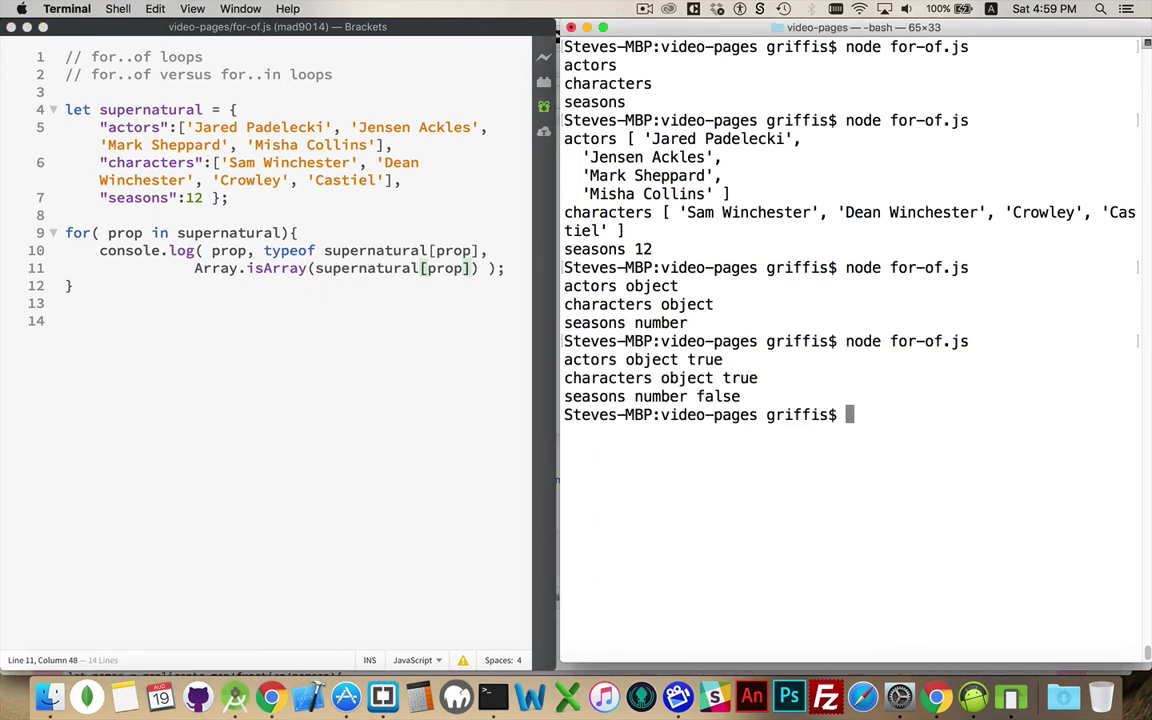 Terminal Shell Edit View Window Help
100% Sat 4:59 PM
video-pages/for-of.js (mad9014) — Brackets
1 // for..of loops
2 // for..of versus for..in loops
3
4 let supernatural = {
5 "actors":['Jared Padelecki', 'Jensen Ackles',
'Mark Sheppard', 'Misha Collins'],
6 "characters":['Sam Winchester', 'Dean
Winchester', 'Crowley', 'Castiel'],
7 "seasons":12 };
8
9 for( prop in supernatural){
10 console.log( prop, typeof supernatural[prop],
11 Array.isArray(supernatural[prop]) );
12 }
13
14
Line 11, Column 48 — 14 Lines
INS JavaScript Spaces: 4
video-pages — -bash — 65×33
Steves-MBP:video-pages griffis$ node for-of.js
actors
characters
seasons
Steves-MBP:video-pages griffis$ node for-of.js
actors [ 'Jared Padelecki',
'Jensen Ackles',
'Mark Sheppard',
'Misha Collins' ]
characters [ 'Sam Winchester', 'Dean Winchester', 'Crowley', 'Cas
tiel' ]
seasons 12
Steves-MBP:video-pages griffis$ node for-of.js
actors object
characters object
seasons number
Steves-MBP:video-pages griffis$ node for-of.js
actors object true
characters object true
seasons number false
Steves-MBP:video-pages griffis$